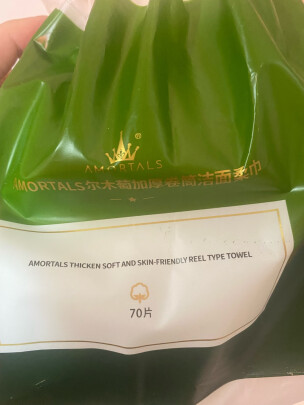 AMORTALS
AMORTALS尔木萄加厚卷筒洁面柔巾
AMORTALS THICKEN SOFT AND SKIN-FRIENDLY REEL TYPE TOWEL
70片